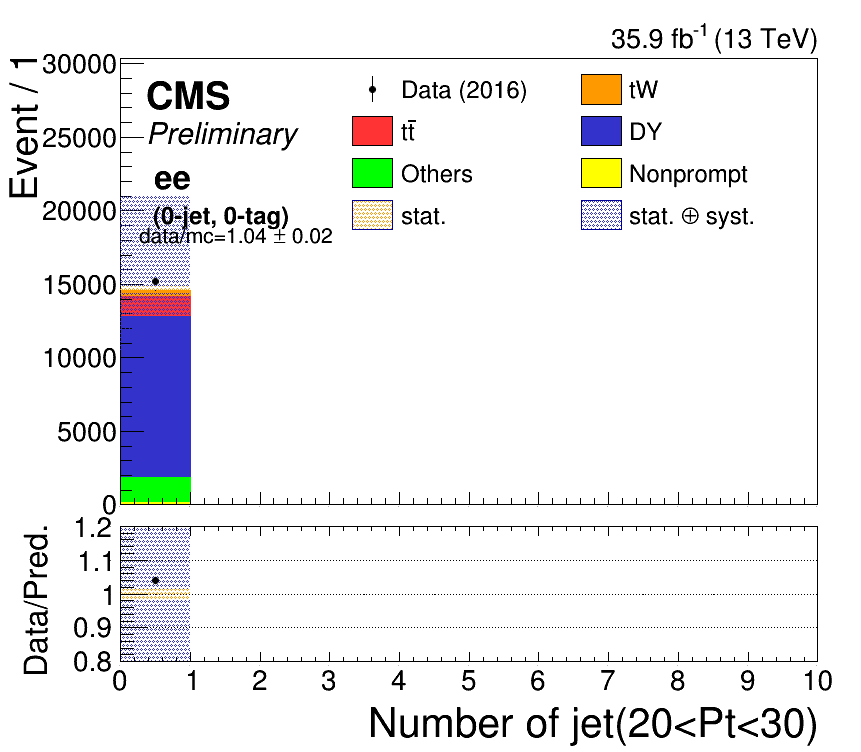 35.9 fb⁻¹ (13 TeV)
Event / 1
30000
25000
20000
15000
10000
5000
0
CMS
Preliminary
ee
(0-jet, 0-tag)
data/mc=1.04 ± 0.02
Data (2016)
tW
tt̄
DY
Others
Nonprompt
stat.
stat. ⊕ syst.
Data/Pred.
1.2
1.1
1
0.9
0.8
0 1 2 3 4 5 6 7 8 9 10
Number of jet(20<Pt<30)